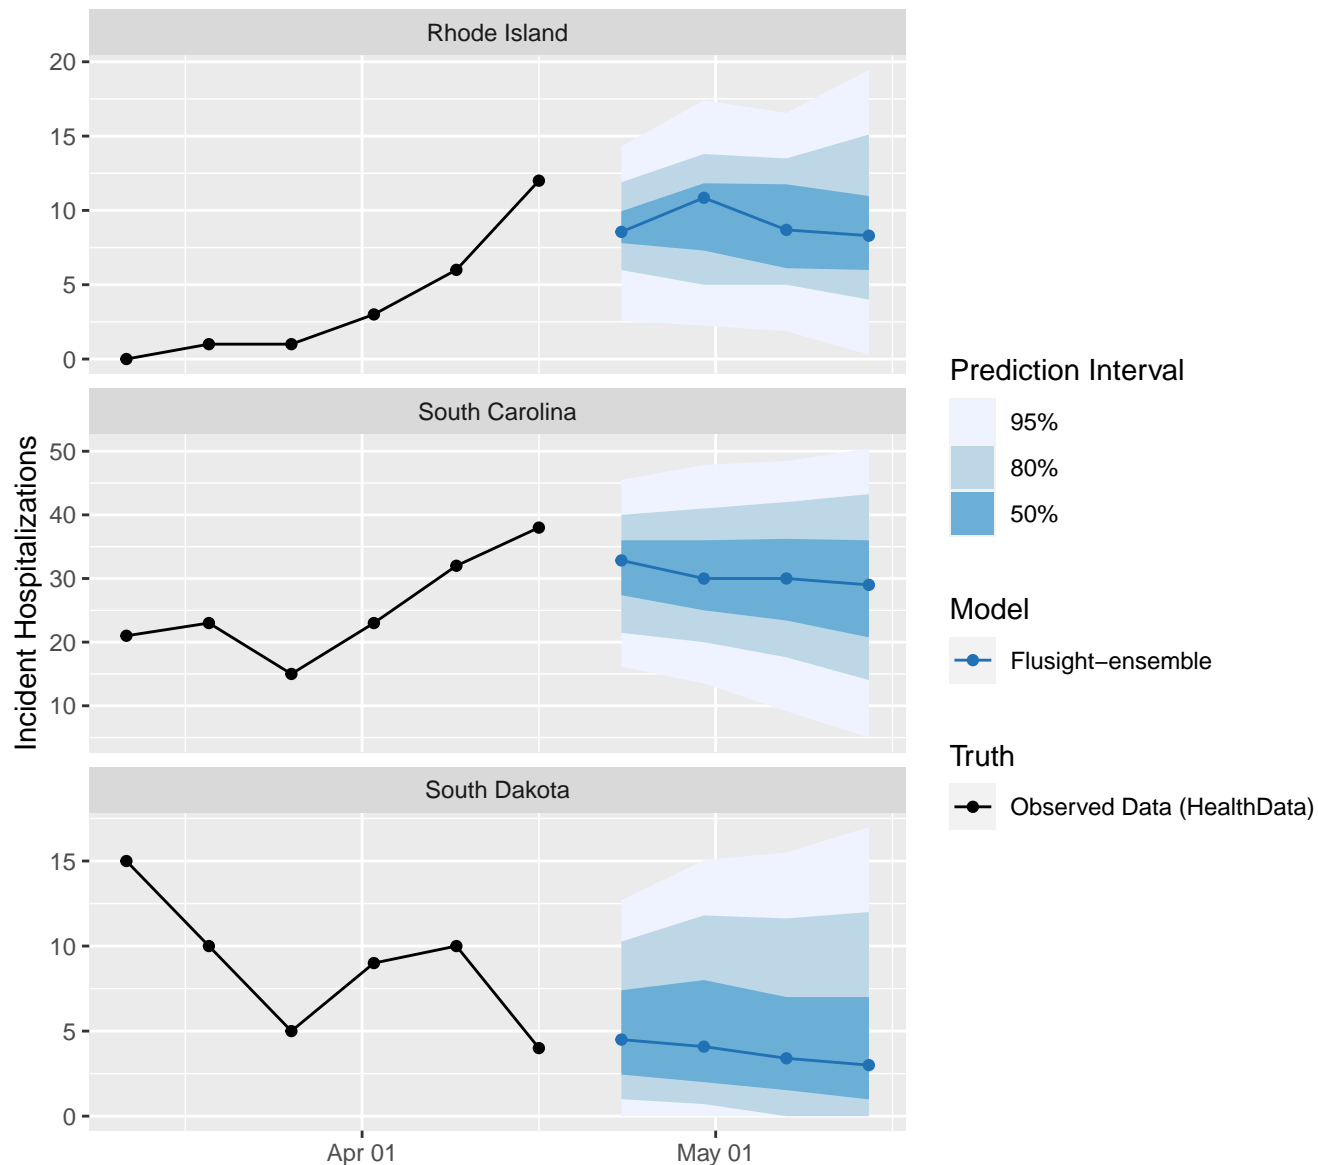 Rhode Island
20
15
10
5
0
South Carolina
50
40
30
20
10
South Dakota
15
10
5
0
Apr 01
May 01
Incident Hospitalizations
Prediction Interval
95%
80%
50%
Model
Flusight−ensemble
Truth
Observed Data (HealthData)